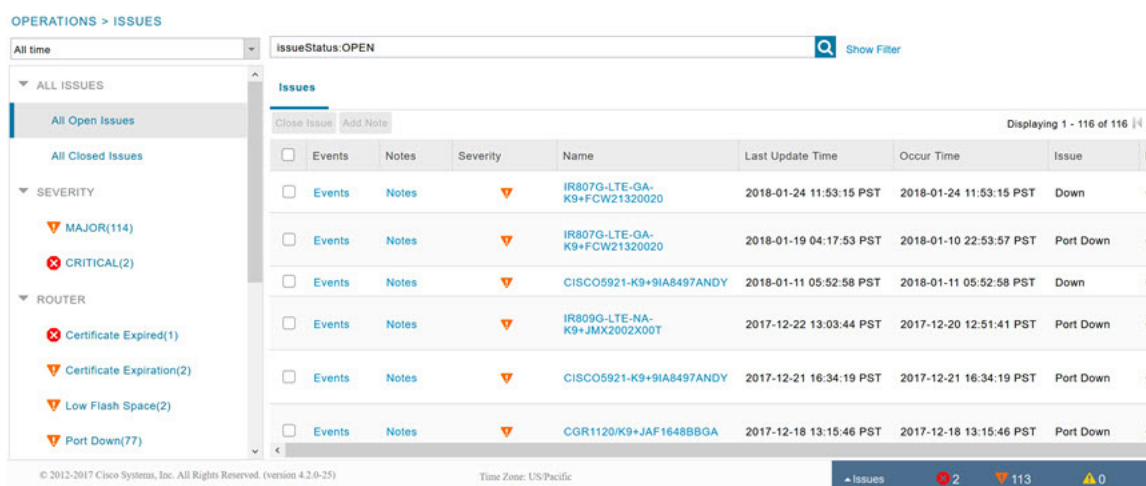 OPERATIONS > ISSUES
All time
issueStatus:OPEN
Show Filter
ALL ISSUES
All Open Issues
All Closed Issues
SEVERITY
MAJOR(114)
CRITICAL(2)
ROUTER
Certificate Expired(1)
Certificate Expiration(2)
Low Flash Space(2)
Port Down(77)
Issues
Close Issue Add Note
Displaying 1 - 116 of 116
Events Notes Severity Name Last Update Time Occur Time Issue
Events Notes IR807G-LTE-GA-
K9+FCW21320020 2018-01-24 11:53:15 PST 2018-01-24 11:53:15 PST Down
Events Notes IR807G-LTE-GA-
K9+FCW21320020 2018-01-19 04:17:53 PST 2018-01-10 22:53:57 PST Port Down
Events Notes CISCO5921-K9+9IA8497ANDY 2018-01-11 05:52:58 PST 2018-01-11 05:52:58 PST Down
Events Notes IR809G-LTE-NA-
K9+JMX2002X00T 2017-12-22 13:03:44 PST 2017-12-20 12:51:41 PST Port Down
Events Notes CISCO5921-K9+9IA8497ANDY 2017-12-21 16:34:19 PST 2017-12-21 16:34:19 PST Port Down
Events Notes CGR1120/K9+JAF1648BBGA 2017-12-18 13:15:46 PST 2017-12-18 13:15:46 PST Port Down
© 2012-2017 Cisco Systems, Inc. All Rights Reserved. (version 4.2.0-25)
Time Zone: US/Pacific
Issues 2 113 0